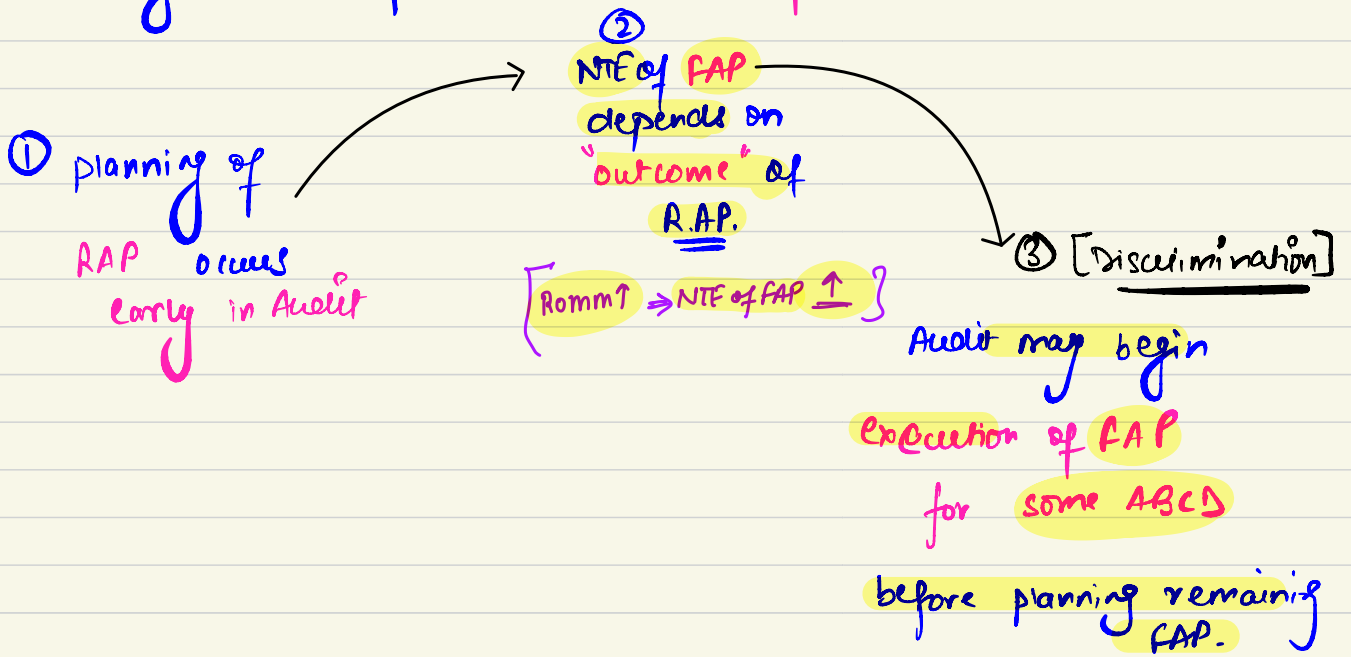 ① planning of
RAP occurs
early in Audit
②
NTE of FAP
depends on
"outcome" of
R.AP.
[Romm↑ → NTE of FAP ↑}
③ [Discrimination]
Audit may begin
execution of FAP
for some ABCD
before planning remaining
FAP.